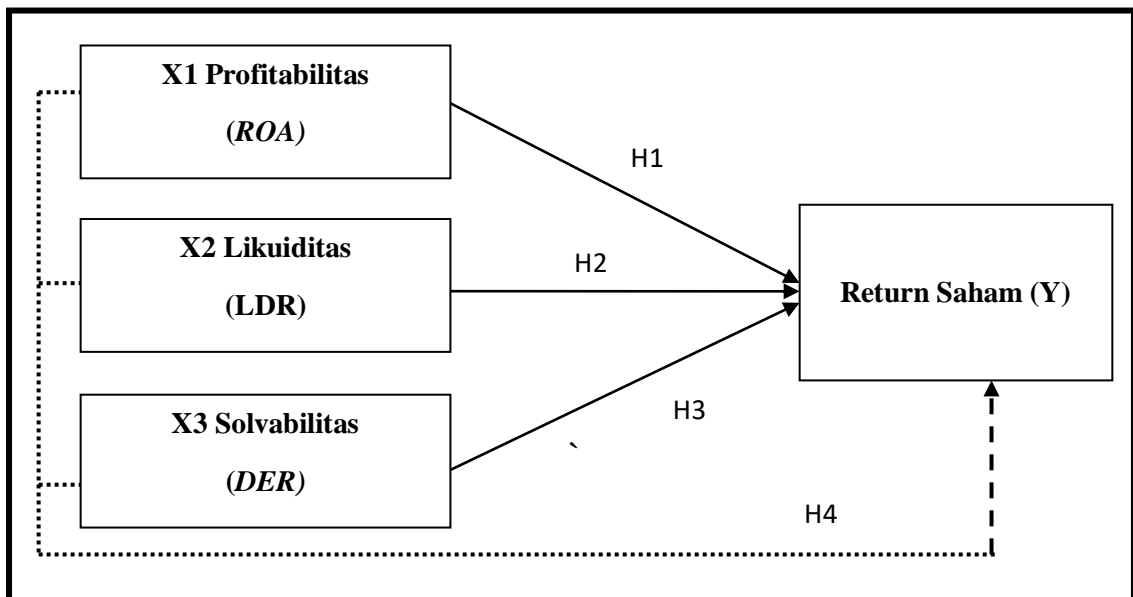 X1 Profitabilitas
(ROA)
H1
X2 Likuiditas
(LDR)
H2
Return Saham (Y)
X3 Solvabilitas
(DER)
H3
`
H4